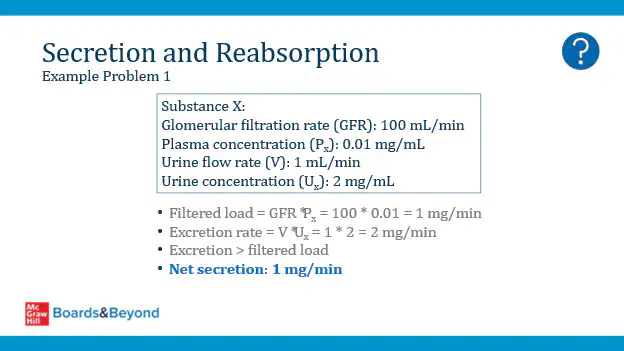 Secretion and Reabsorption
Example Problem 1
?
Substance X:
Glomerular filtration rate (GFR): 100 mL/min
Plasma concentration (Pₓ): 0.01 mg/mL
Urine flow rate (V): 1 mL/min
Urine concentration (Uₓ): 2 mg/mL
• Filtered load = GFR *Pₓ = 100 * 0.01 = 1 mg/min
• Excretion rate = V *Uₓ = 1 * 2 = 2 mg/min
• Excretion > filtered load
• Net secretion: 1 mg/min
Mc
Graw
Hill
Boards&Beyond